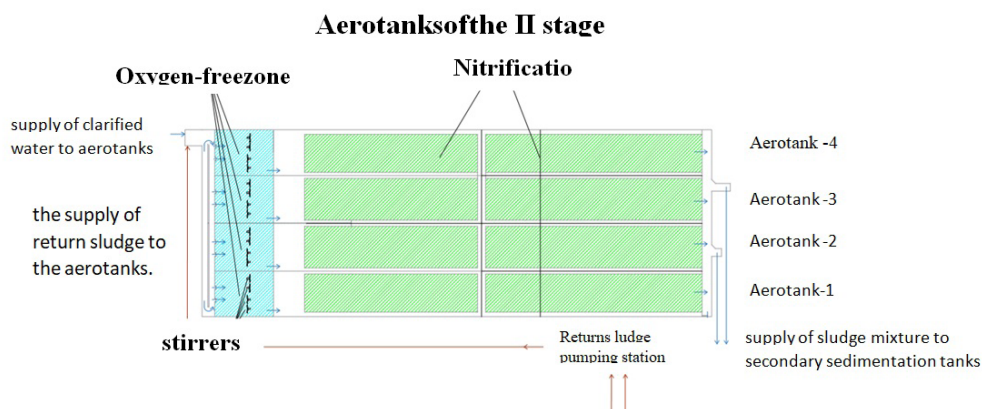 Aerotanksofthe II stage
Oxygen-freezone
Nitrificatio
supply of clarified
water to aerotanks
Aerotank -4
the supply of
return sludge to
the aerotanks.
Aerotank -3
Aerotank -2
Aerotank-1
stirrers
Returns ludge
pumping station
supply of sludge mixture to
secondary sedimentation tanks